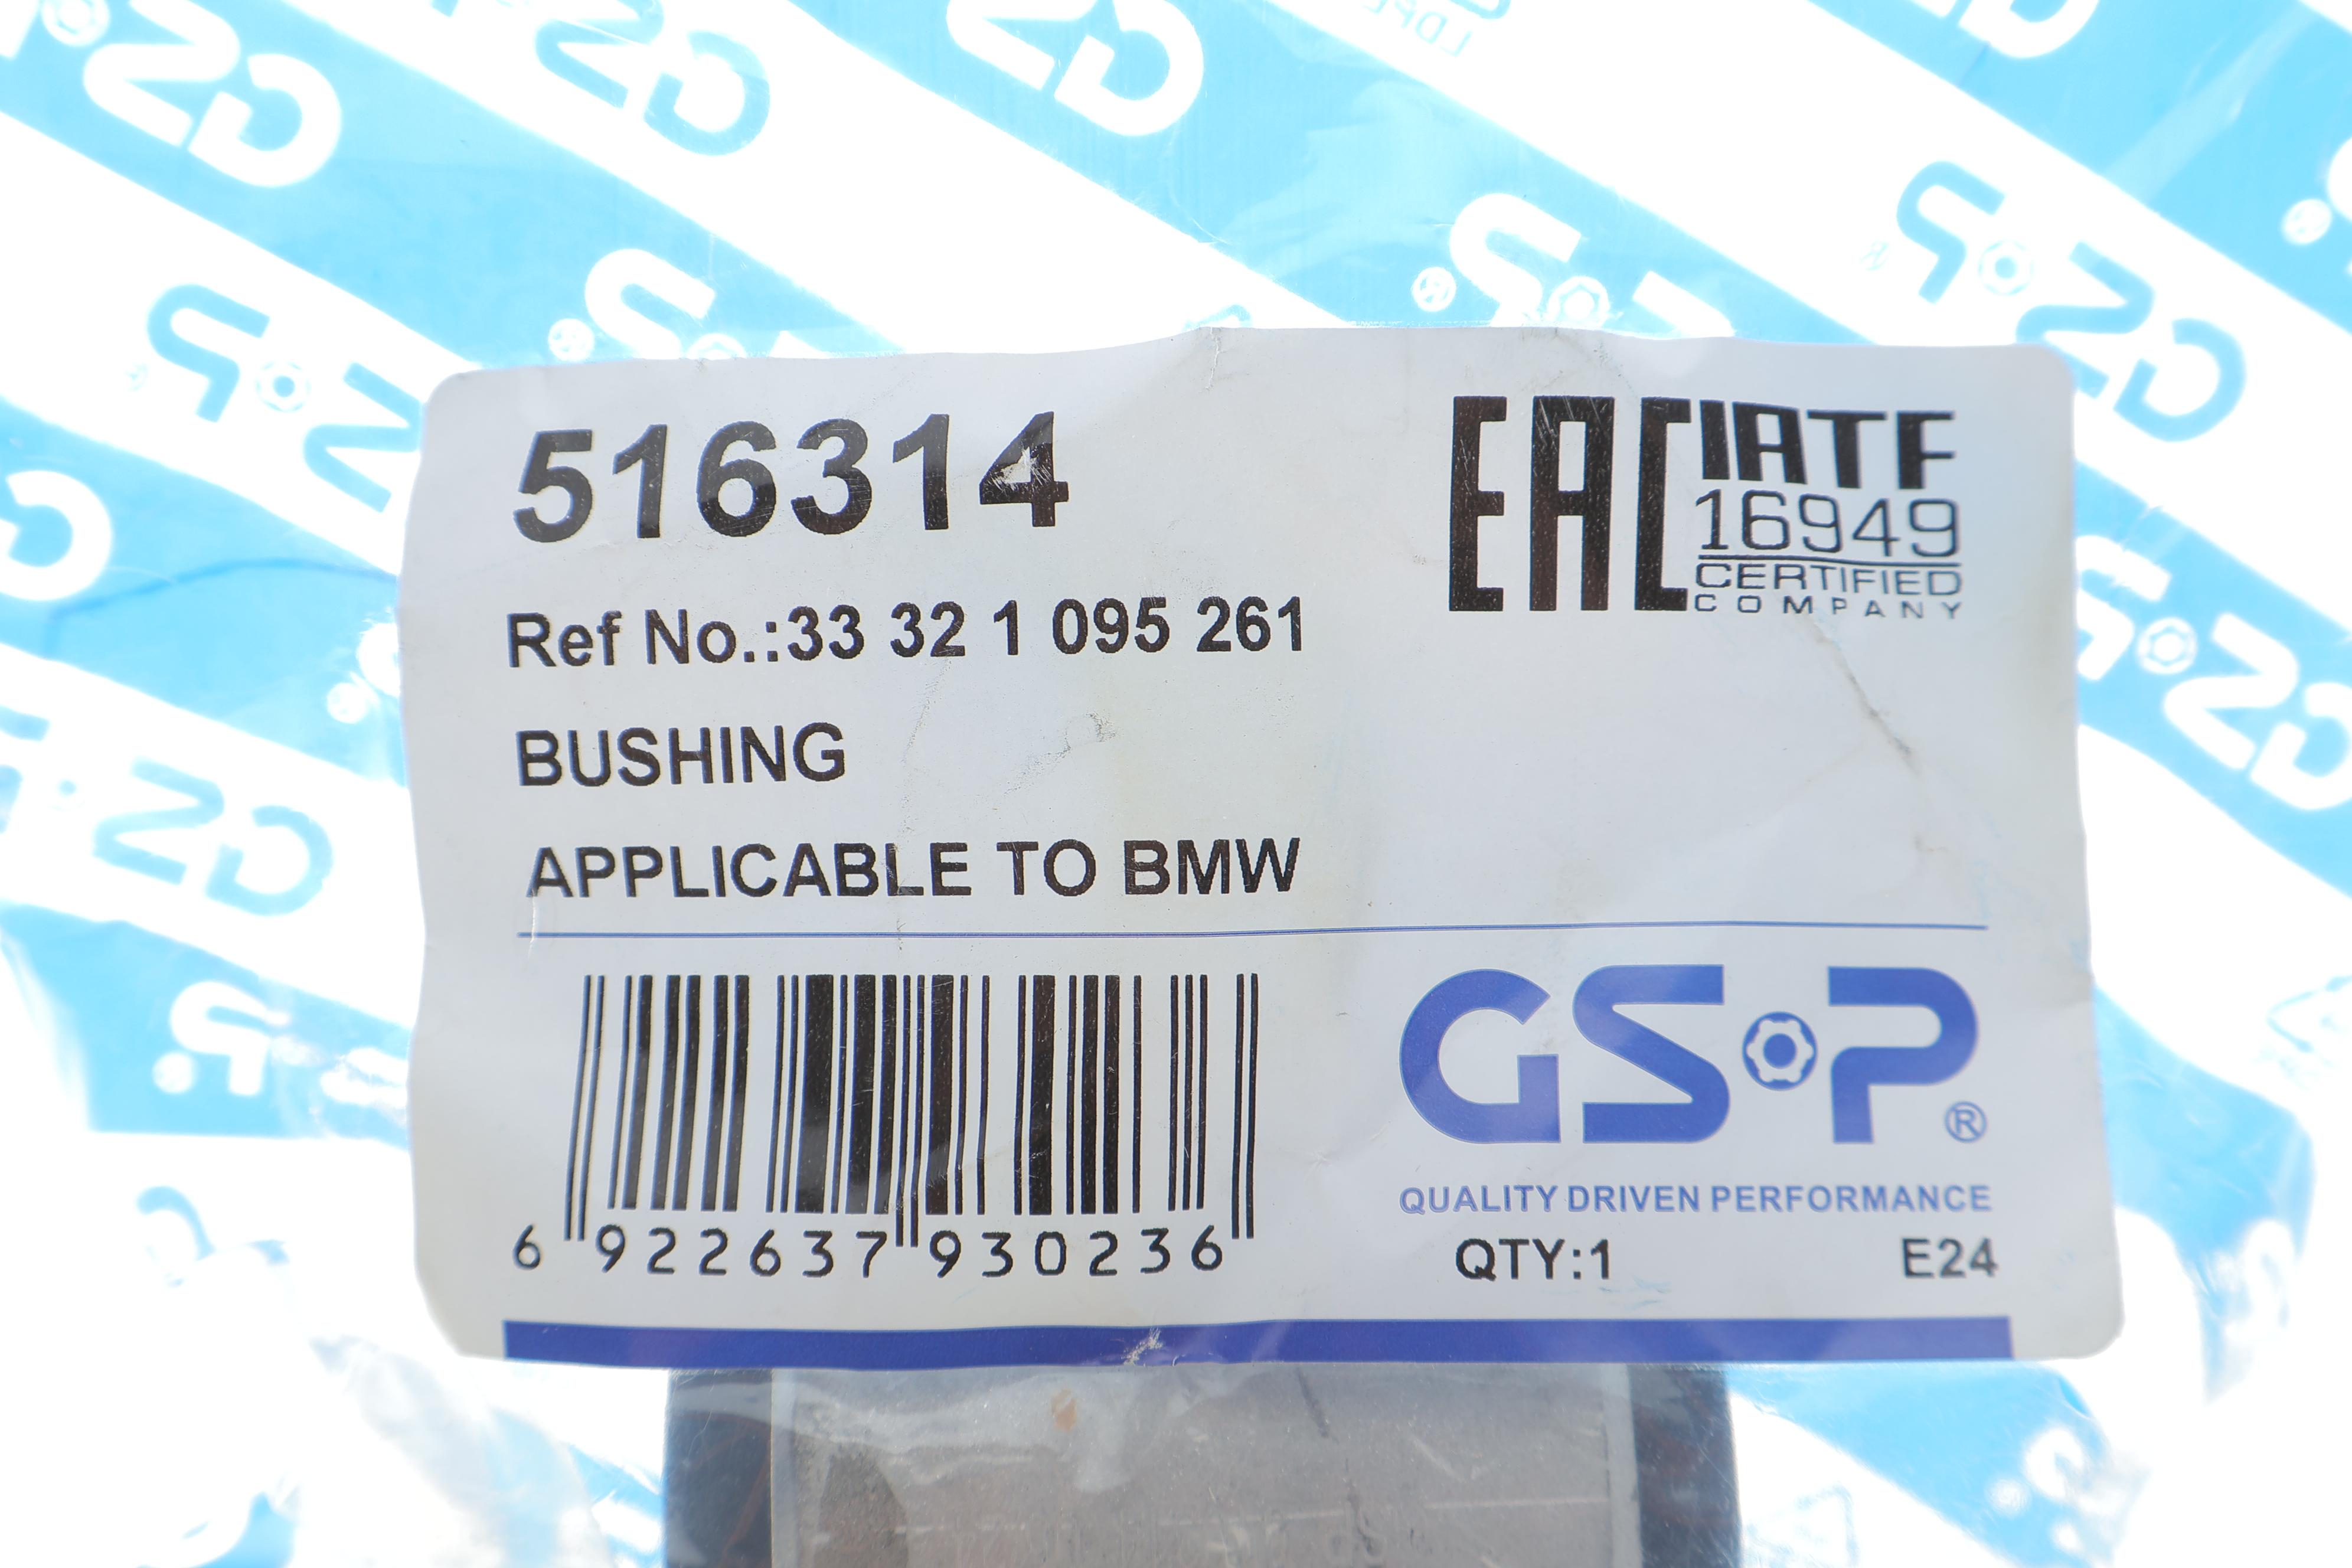 516314
EAC
IATF
16949
CERTIFIED
COMPANY
Ref No.:33 32 1 095 261
BUSHING
APPLICABLE TO BMW
6 922637 930236
GSP®
QUALITY DRIVEN PERFORMANCE
QTY:1 E24